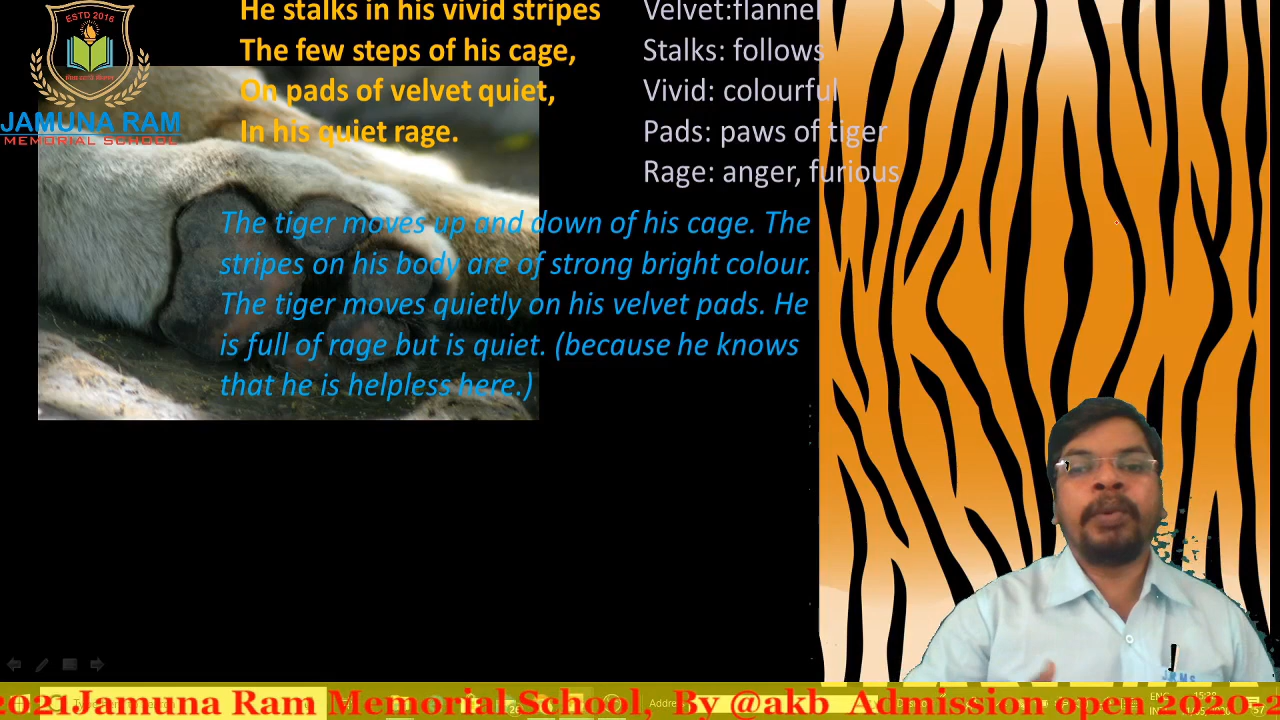 ESTD 2016
JAMUNA RAM
MEMORIAL SCHOOL
He stalks in his vivid stripes
The few steps of his cage,
On pads of velvet quiet,
In his quiet rage.
Velvet:flannel
Stalks: follows
Vivid: colourful
Pads: paws of tiger
Rage: anger, furious
The tiger moves up and down of his cage. The
stripes on his body are of strong bright colour.
The tiger moves quietly on his velvet pads. He
is full of rage but is quiet. (because he knows
that he is helpless here.)
2021Jamuna Ram Memorial School, By @akb Admission open 2020-2